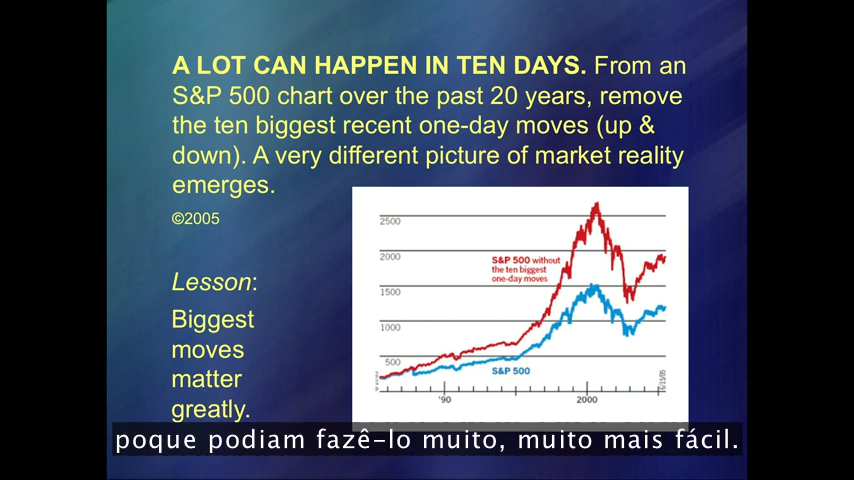 A LOT CAN HAPPEN IN TEN DAYS. From an
S&P 500 chart over the past 20 years, remove
the ten biggest recent one-day moves (up &
down). A very different picture of market reality
emerges.
©2005
Lesson:
Biggest
moves
matter
greatly.
2500
2000
1500
1000
500
S&P 500 without
the ten biggest
one-day moves
S&P 500
'90
2000
poque podiam fazê-lo muito, muito mais fácil.